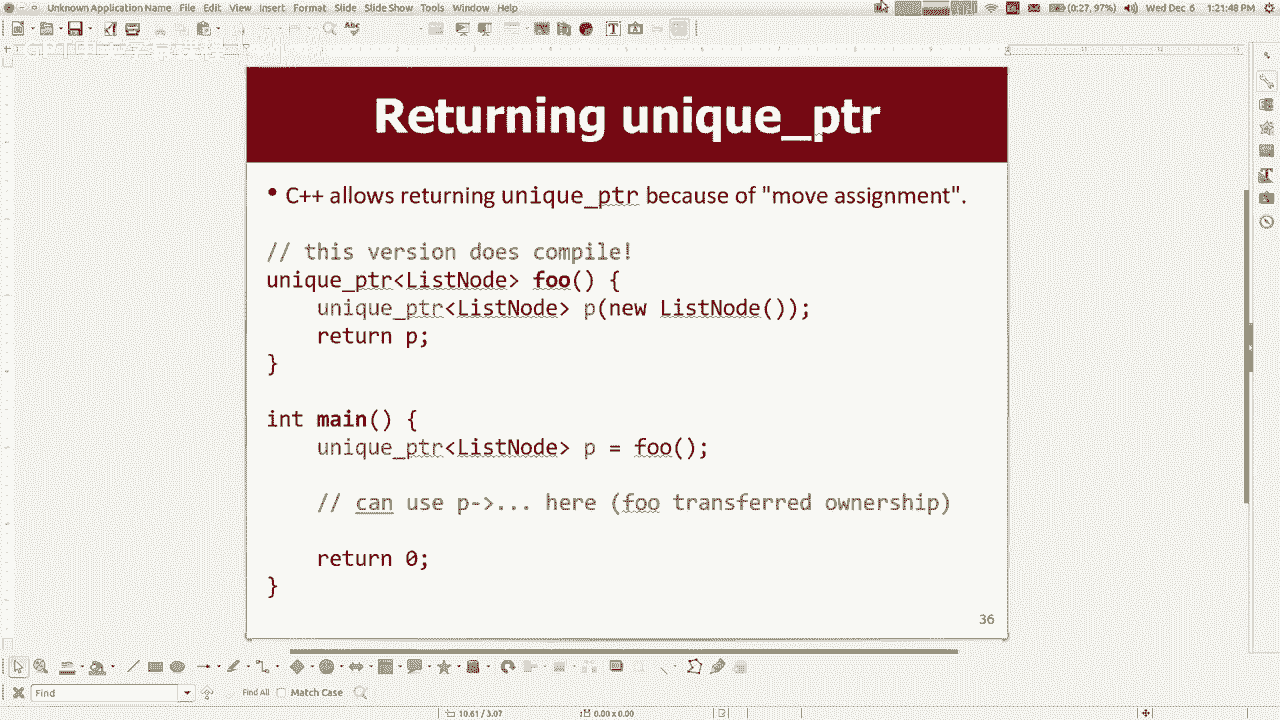 Unknown Application Name File Edit View Insert Format Slide Slide Show Tools Window Help
(0:27, 97%) Wed Dec 6 1:21:48 PM
Returning unique_ptr
• C++ allows returning unique_ptr because of "move assignment".
// this version does compile!
unique_ptr<ListNode> foo() {
unique_ptr<ListNode> p(new ListNode());
return p;
}
int main() {
unique_ptr<ListNode> p = foo();
// can use p->... here (foo transferred ownership)
return 0;
}
36
Find
Find All
Match Case
10.61 / 3.07
0.00 x 0.00